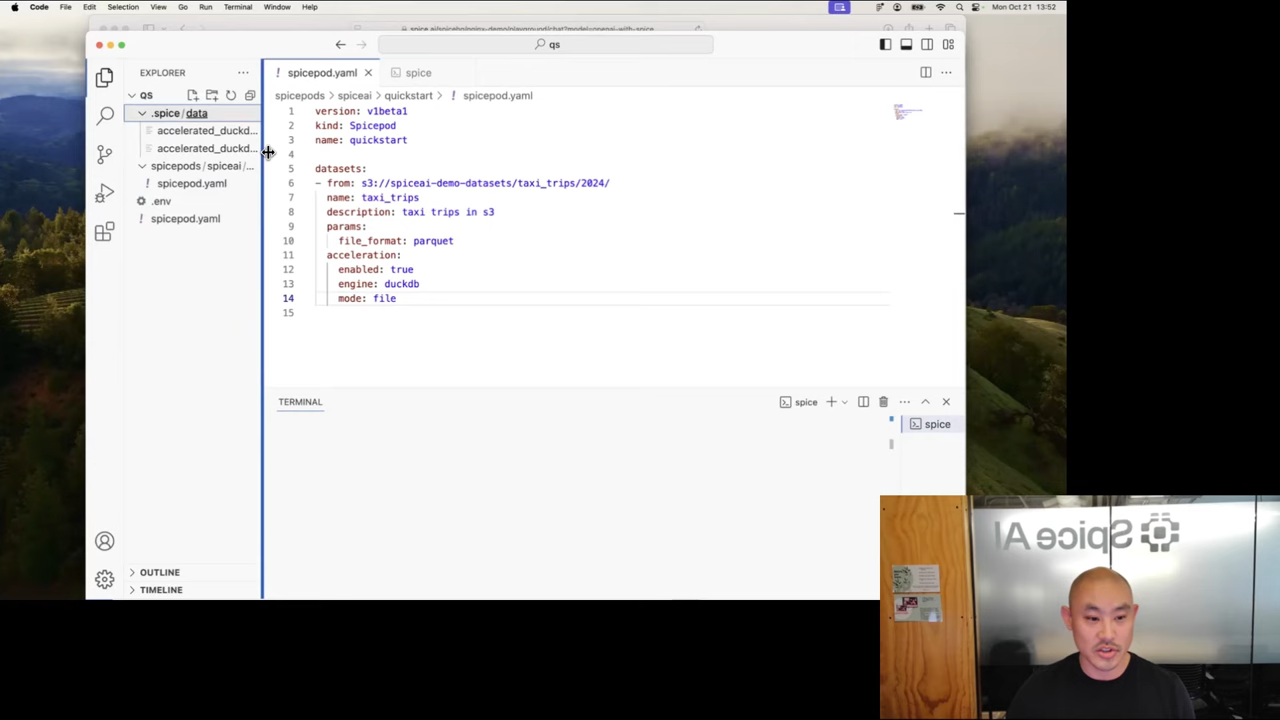 Code File Edit Selection View Go Run Terminal Window Help
Mon Oct 21 13:52
qs
EXPLORER
spicepod.yaml
spice
QS
spicepods > spiceai > quickstart > ! spicepod.yaml
.spice / data
accelerated_duckd...
accelerated_duckd...
spicepods / spiceai /...
! spicepod.yaml
.env
! spicepod.yaml
1 version: v1beta1
2 kind: Spicepod
3 name: quickstart
4
5 datasets:
6 - from: s3://spiceai-demo-datasets/taxi_trips/2024/
7 name: taxi_trips
8 description: taxi trips in s3
9 params:
10 file_format: parquet
11 acceleration:
12 enabled: true
13 engine: duckdb
14 mode: file
15
TERMINAL
spice
spice
OUTLINE
TIMELINE
Spice AI